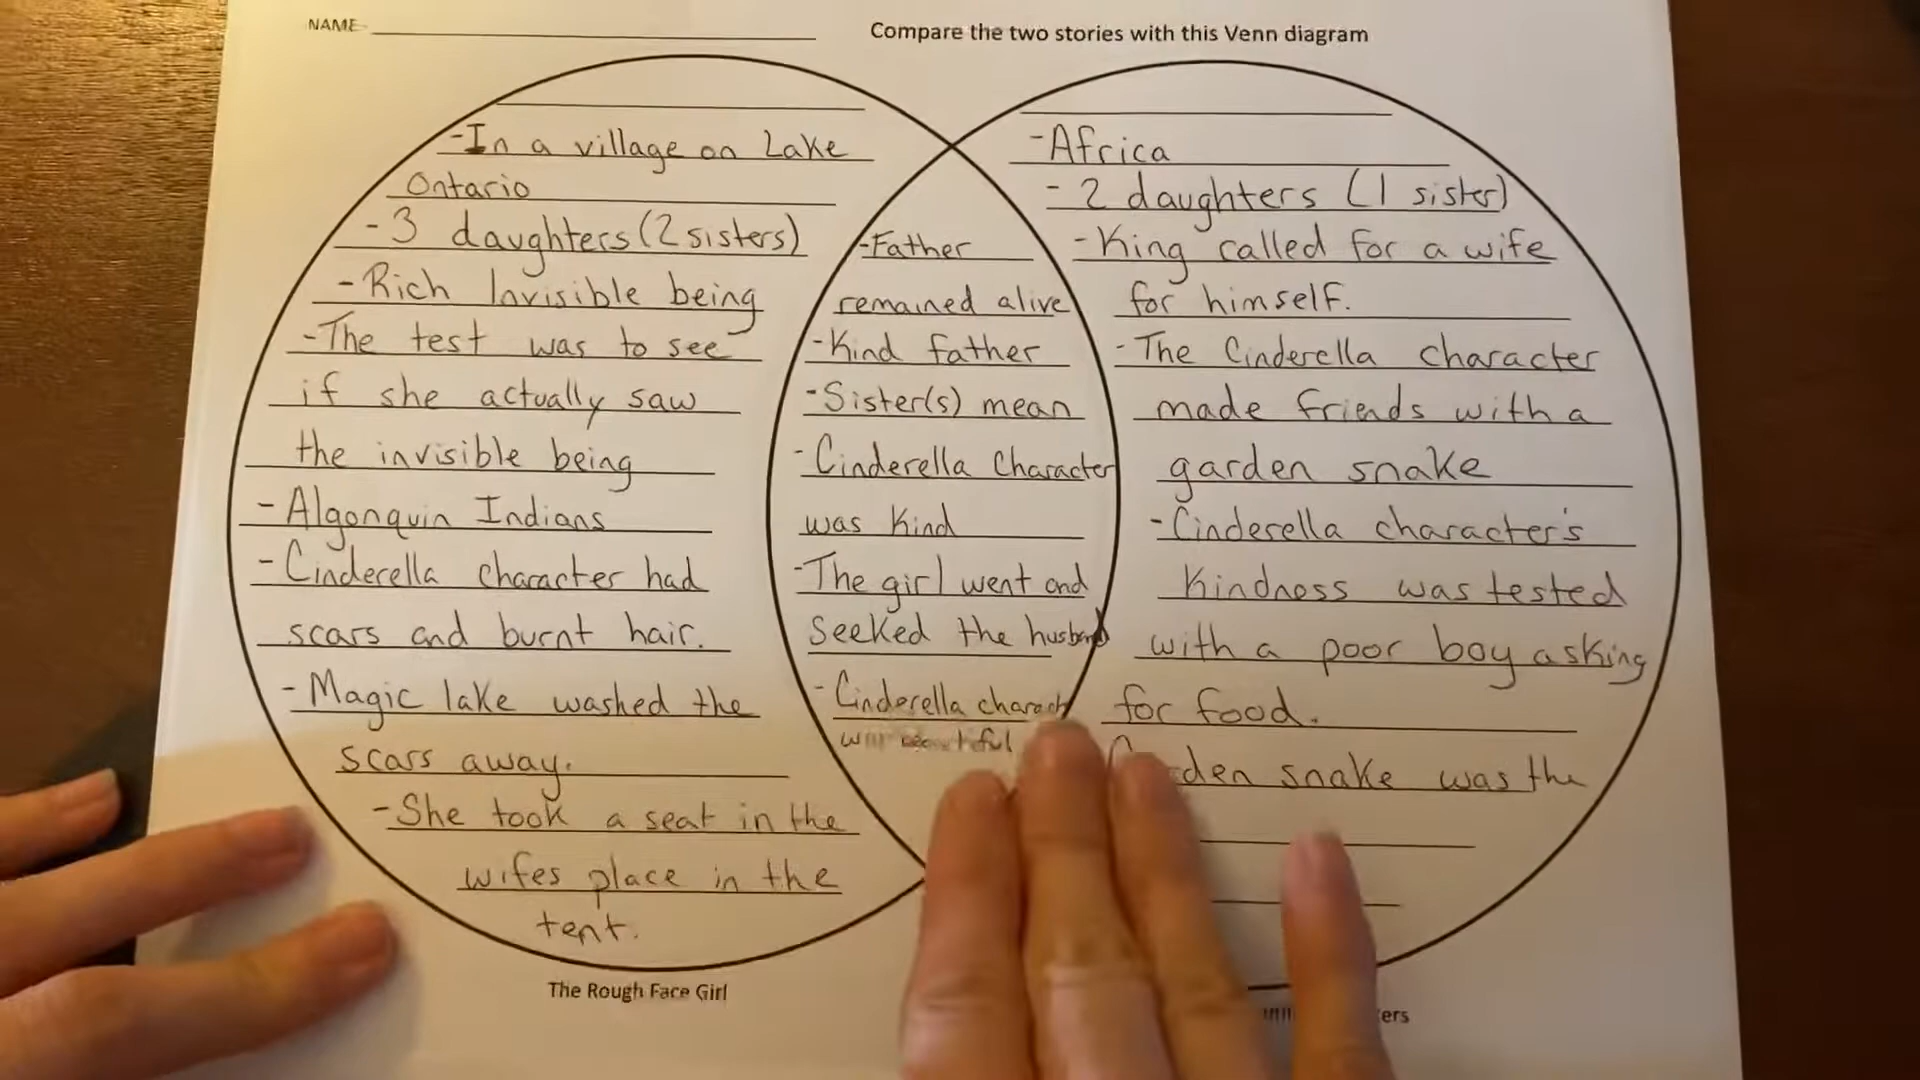 NAME
Compare the two stories with this Venn diagram
-In a village on Lake
Ontario
-3 daughters (2 sisters)
-Rich Invisible being
-The test was to see
if she actually saw
the invisible being
-Algonquin Indians
-Cinderella character had
scars and burnt hair.
-Magic lake washed the
scars away.
-She took a seat in the
wifes place in the
tent.
The Rough Face Girl
-Father
remained alive
-Kind father
-Sister(s) mean
-Cinderella Character
was kind
-The girl went and
seeked the husband
-Cinderella charact
-Africa
-2 daughters (1 sister)
-King called for a wife
for himself.
-The Cinderella character
made friends with a
garden snake
-Cinderella character's
kindness was tested
with a poor boy asking
for food.
snake was the